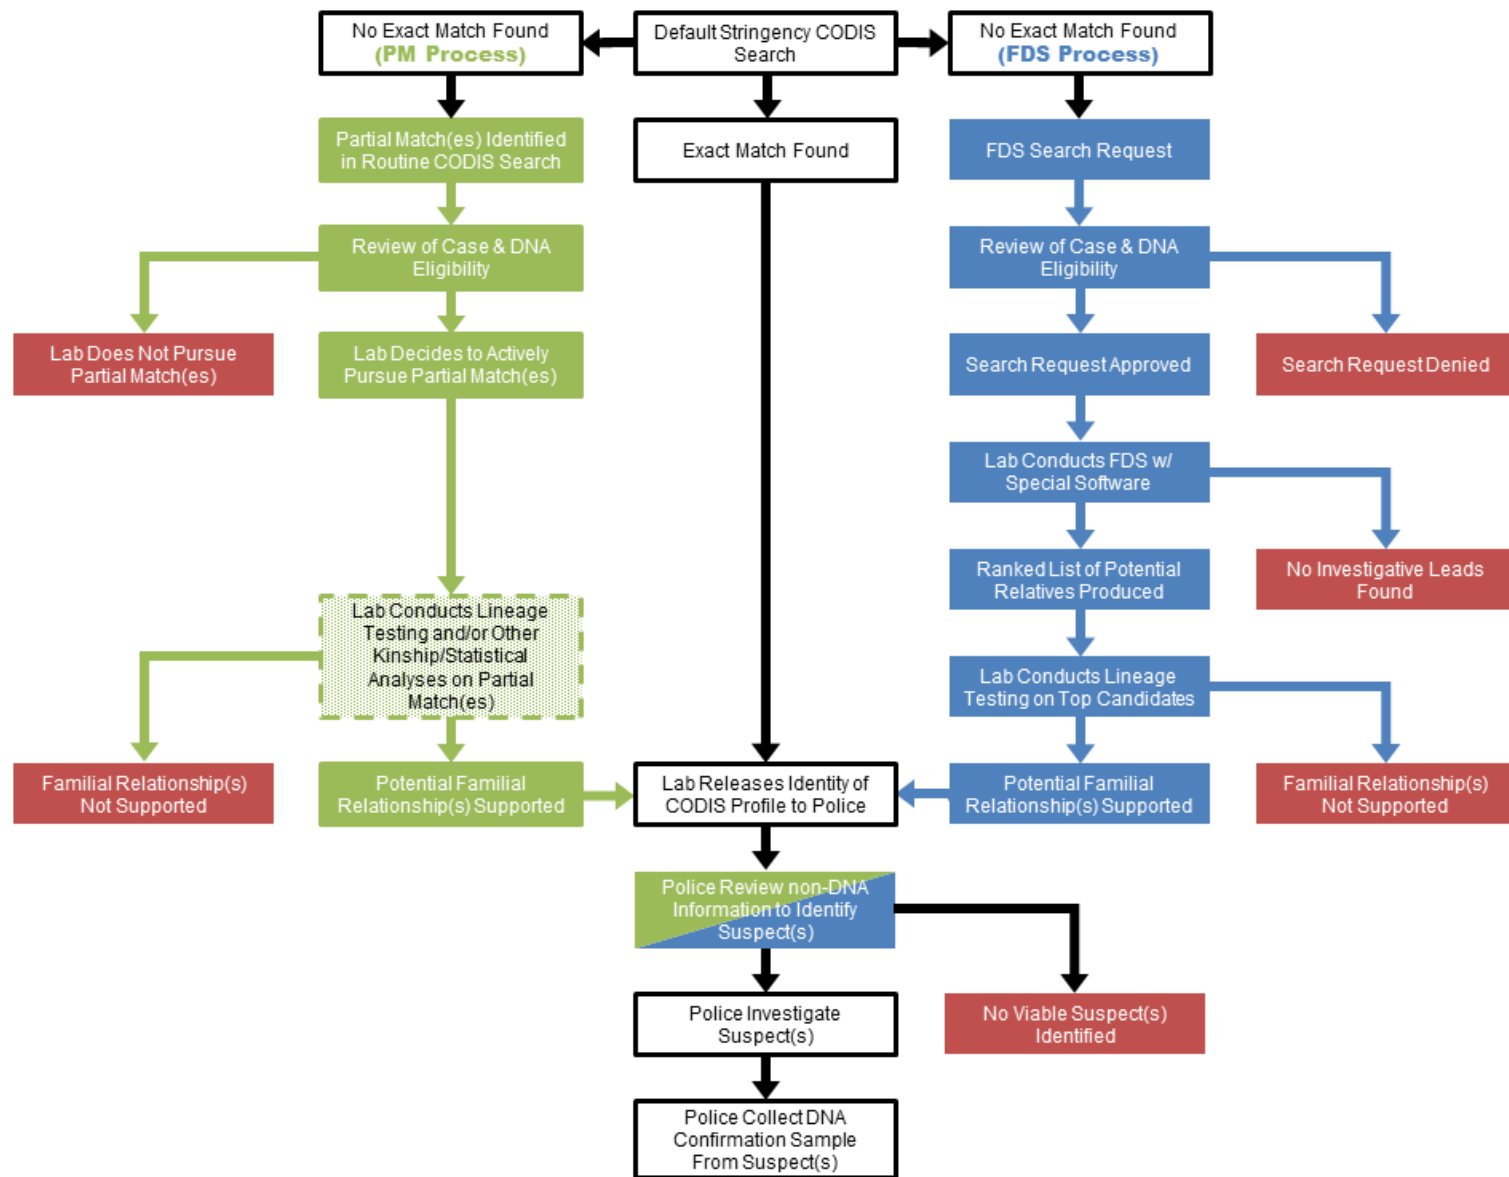 No Exact Match Found
(PM Process)
Default Stringency CODIS
Search
No Exact Match Found
(FDS Process)
Partial Match(es) Identified
in Routine CODIS Search
Exact Match Found
FDS Search Request
Review of Case & DNA
Eligibility
Review of Case & DNA
Eligibility
Lab Does Not Pursue
Partial Match(es)
Lab Decides to Actively
Pursue Partial Match(es)
Search Request Approved
Search Request Denied
Lab Conducts FDS w/
Special Software
Ranked List of Potential
Relatives Produced
No Investigative Leads
Found
Lab Conducts Lineage
Testing and/or Other
Kinship/Statistical
Analyses on Partial
Match(es)
Lab Conducts Lineage
Testing on Top Candidates
Familial Relationship(s)
Not Supported
Potential Familial
Relationship(s) Supported
Lab Releases Identity of
CODIS Profile to Police
Potential Familial
Relationship(s) Supported
Familial Relationship(s)
Not Supported
Police Review non-DNA
Information to Identify
Suspect(s)
Police Investigate
Suspect(s)
No Viable Suspect(s)
Identified
Police Collect DNA
Confirmation Sample
From Suspect(s)